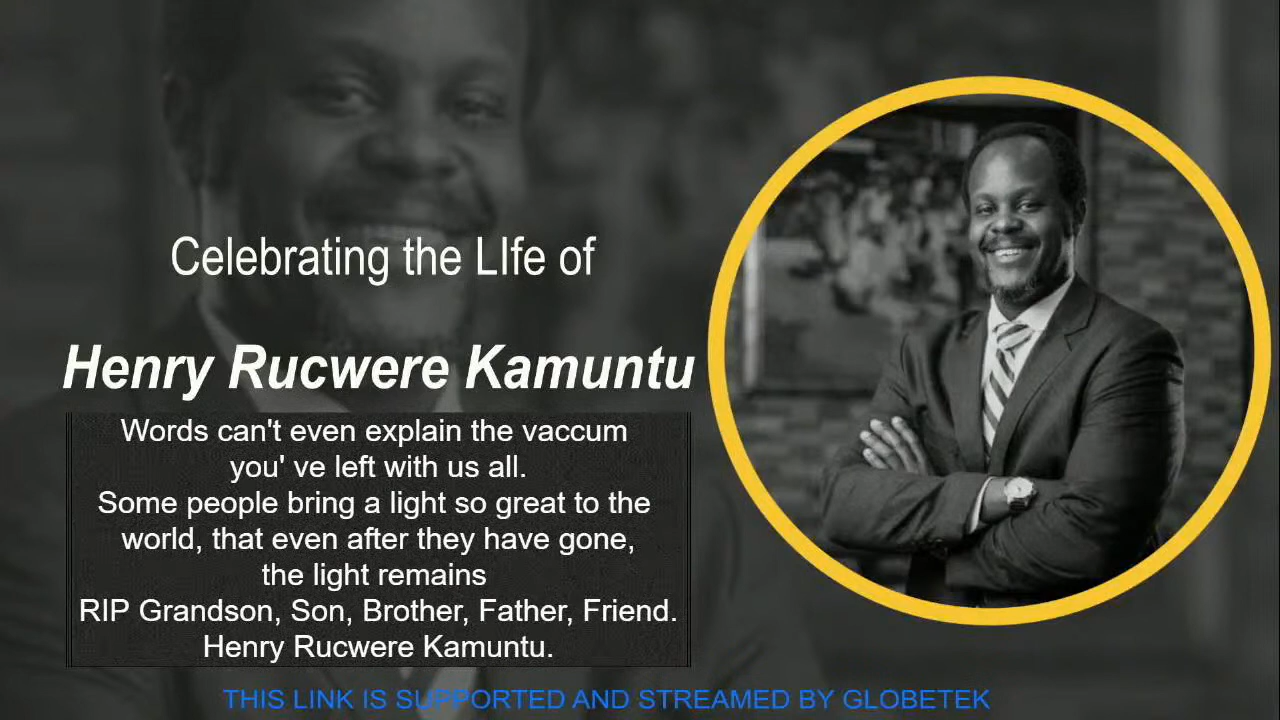 Celebrating the LIfe of
Henry Rucwere Kamuntu
Words can't even explain the vaccum
you' ve left with us all.
Some people bring a light so great to the
world, that even after they have gone,
the light remains
RIP Grandson, Son, Brother, Father, Friend.
Henry Rucwere Kamuntu.
THIS LINK IS SUPPORTED AND STREAMED BY GLOBETEK